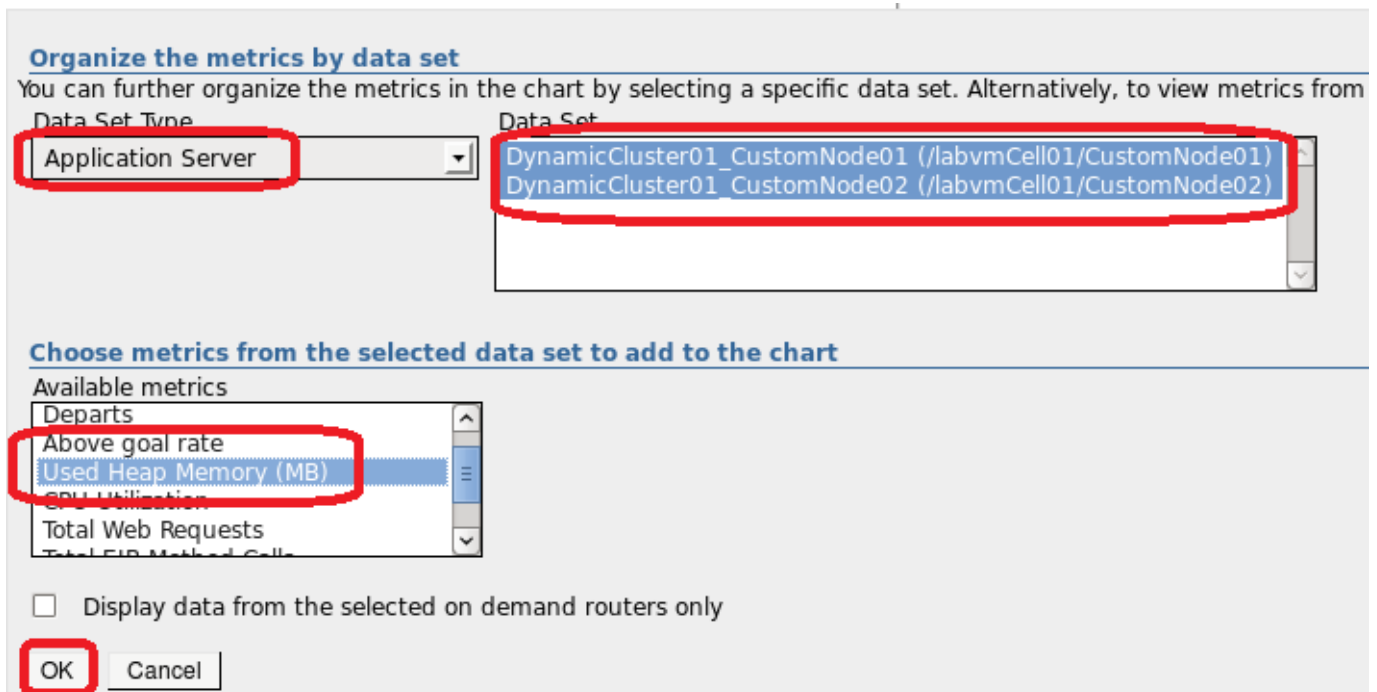 Organize the metrics by data set
You can further organize the metrics in the chart by selecting a specific data set. Alternatively, to view metrics from
Data Set Type
Data Set
Application Server
DynamicCluster01_CustomNode01 (/labvmCell01/CustomNode01)
DynamicCluster01_CustomNode02 (/labvmCell01/CustomNode02)
Choose metrics from the selected data set to add to the chart
Available metrics
Departs
Above goal rate
Used Heap Memory (MB)
CPU Utilization
Total Web Requests
Total EJB Method Calls
Display data from the selected on demand routers only
OK
Cancel